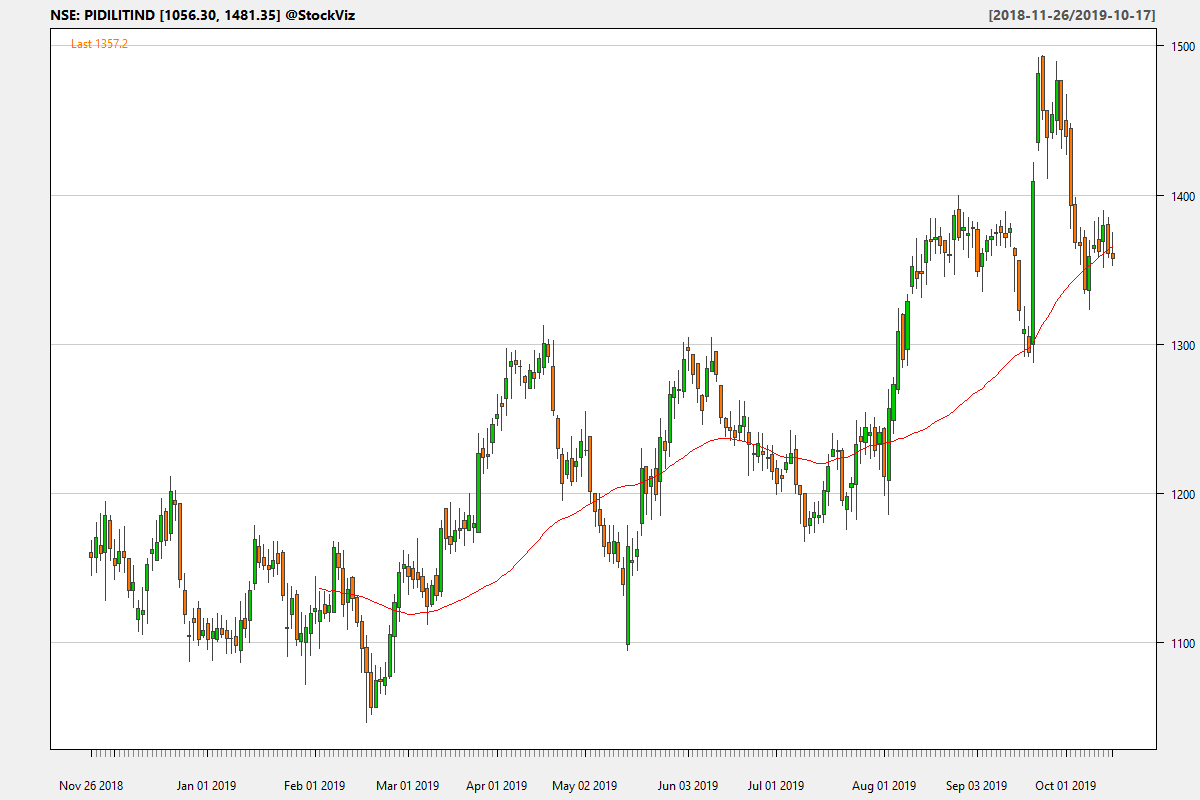 NSE: PIDILITIND [1056.30, 1481.35] @StockViz [2018-11-26/2019-10-17]
Last 1357.2
1500
1400
1300
1200
1100
Nov 26 2018 Jan 01 2019 Feb 01 2019 Mar 01 2019 Apr 01 2019 May 02 2019 Jun 03 2019 Jul 01 2019 Aug 01 2019 Sep 03 2019 Oct 01 2019